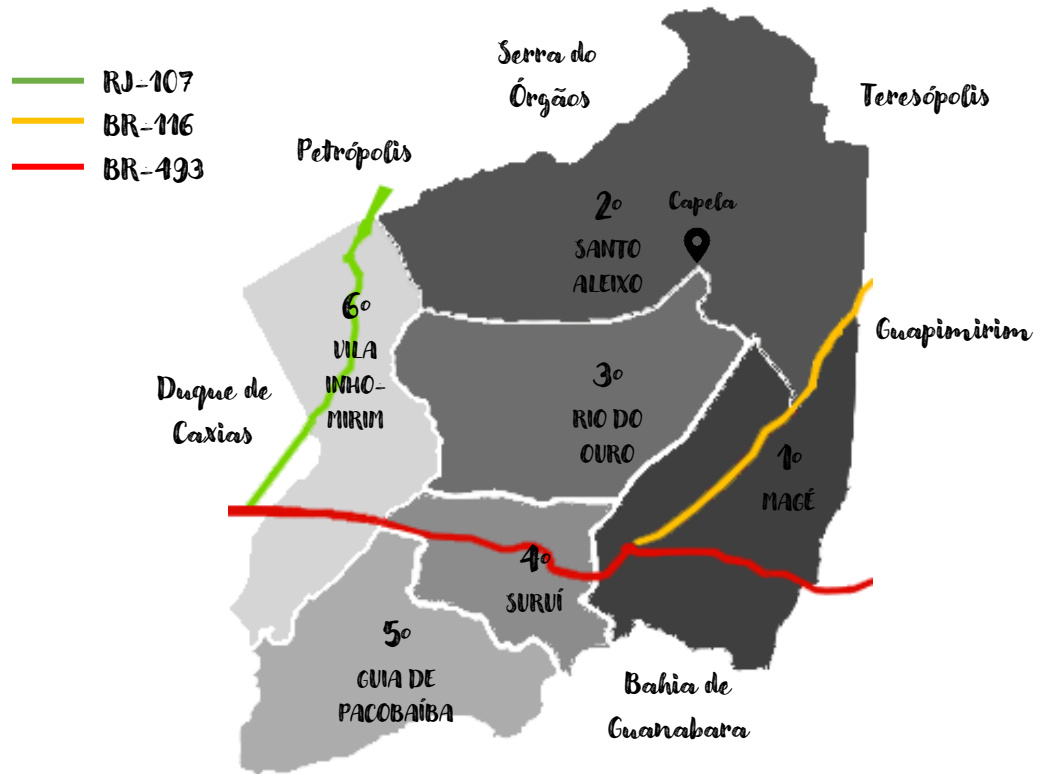 RJ-107
BR-116
BR-493
Serra do
Órgãos
Teresópolis
Petrópolis
2º
SANTO
ALEIXO
Capela
6º
VILA
INHO-
MIRIM
Guapimirim
Duque de
Caxias
3º
RIO DO
OURO
1º
MAGÉ
4º
SURUÍ
5º
GUIA DE
PACOBAÍBA
Bahia de
Guanabara